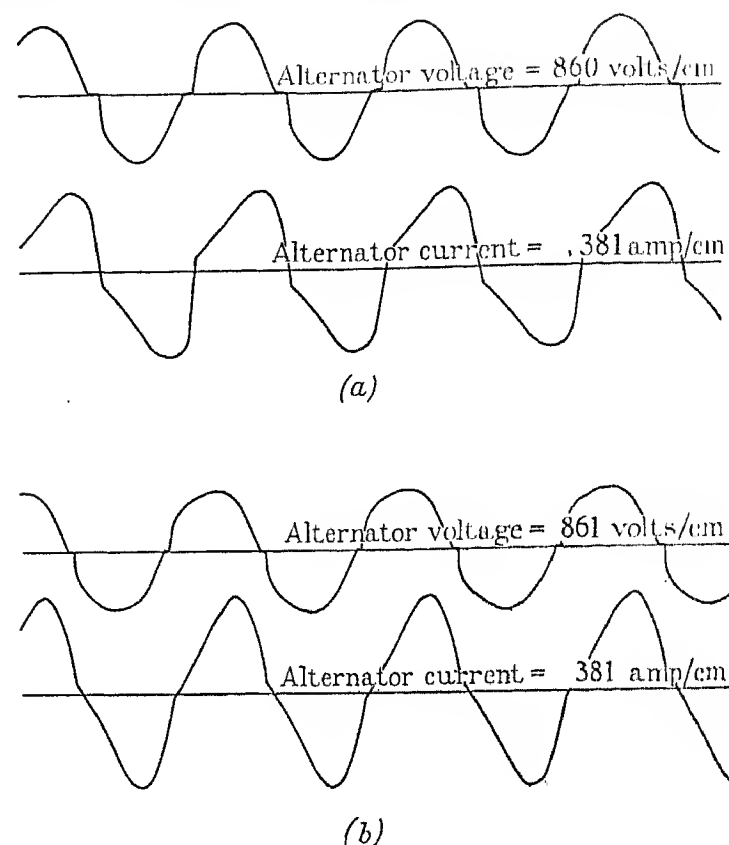 Alternator voltage = 860 volts/cm
Alternator current = .381 amp/cm
(a)
Alternator voltage = 861 volts/cm
Alternator current = 381 amp/cm
(b)